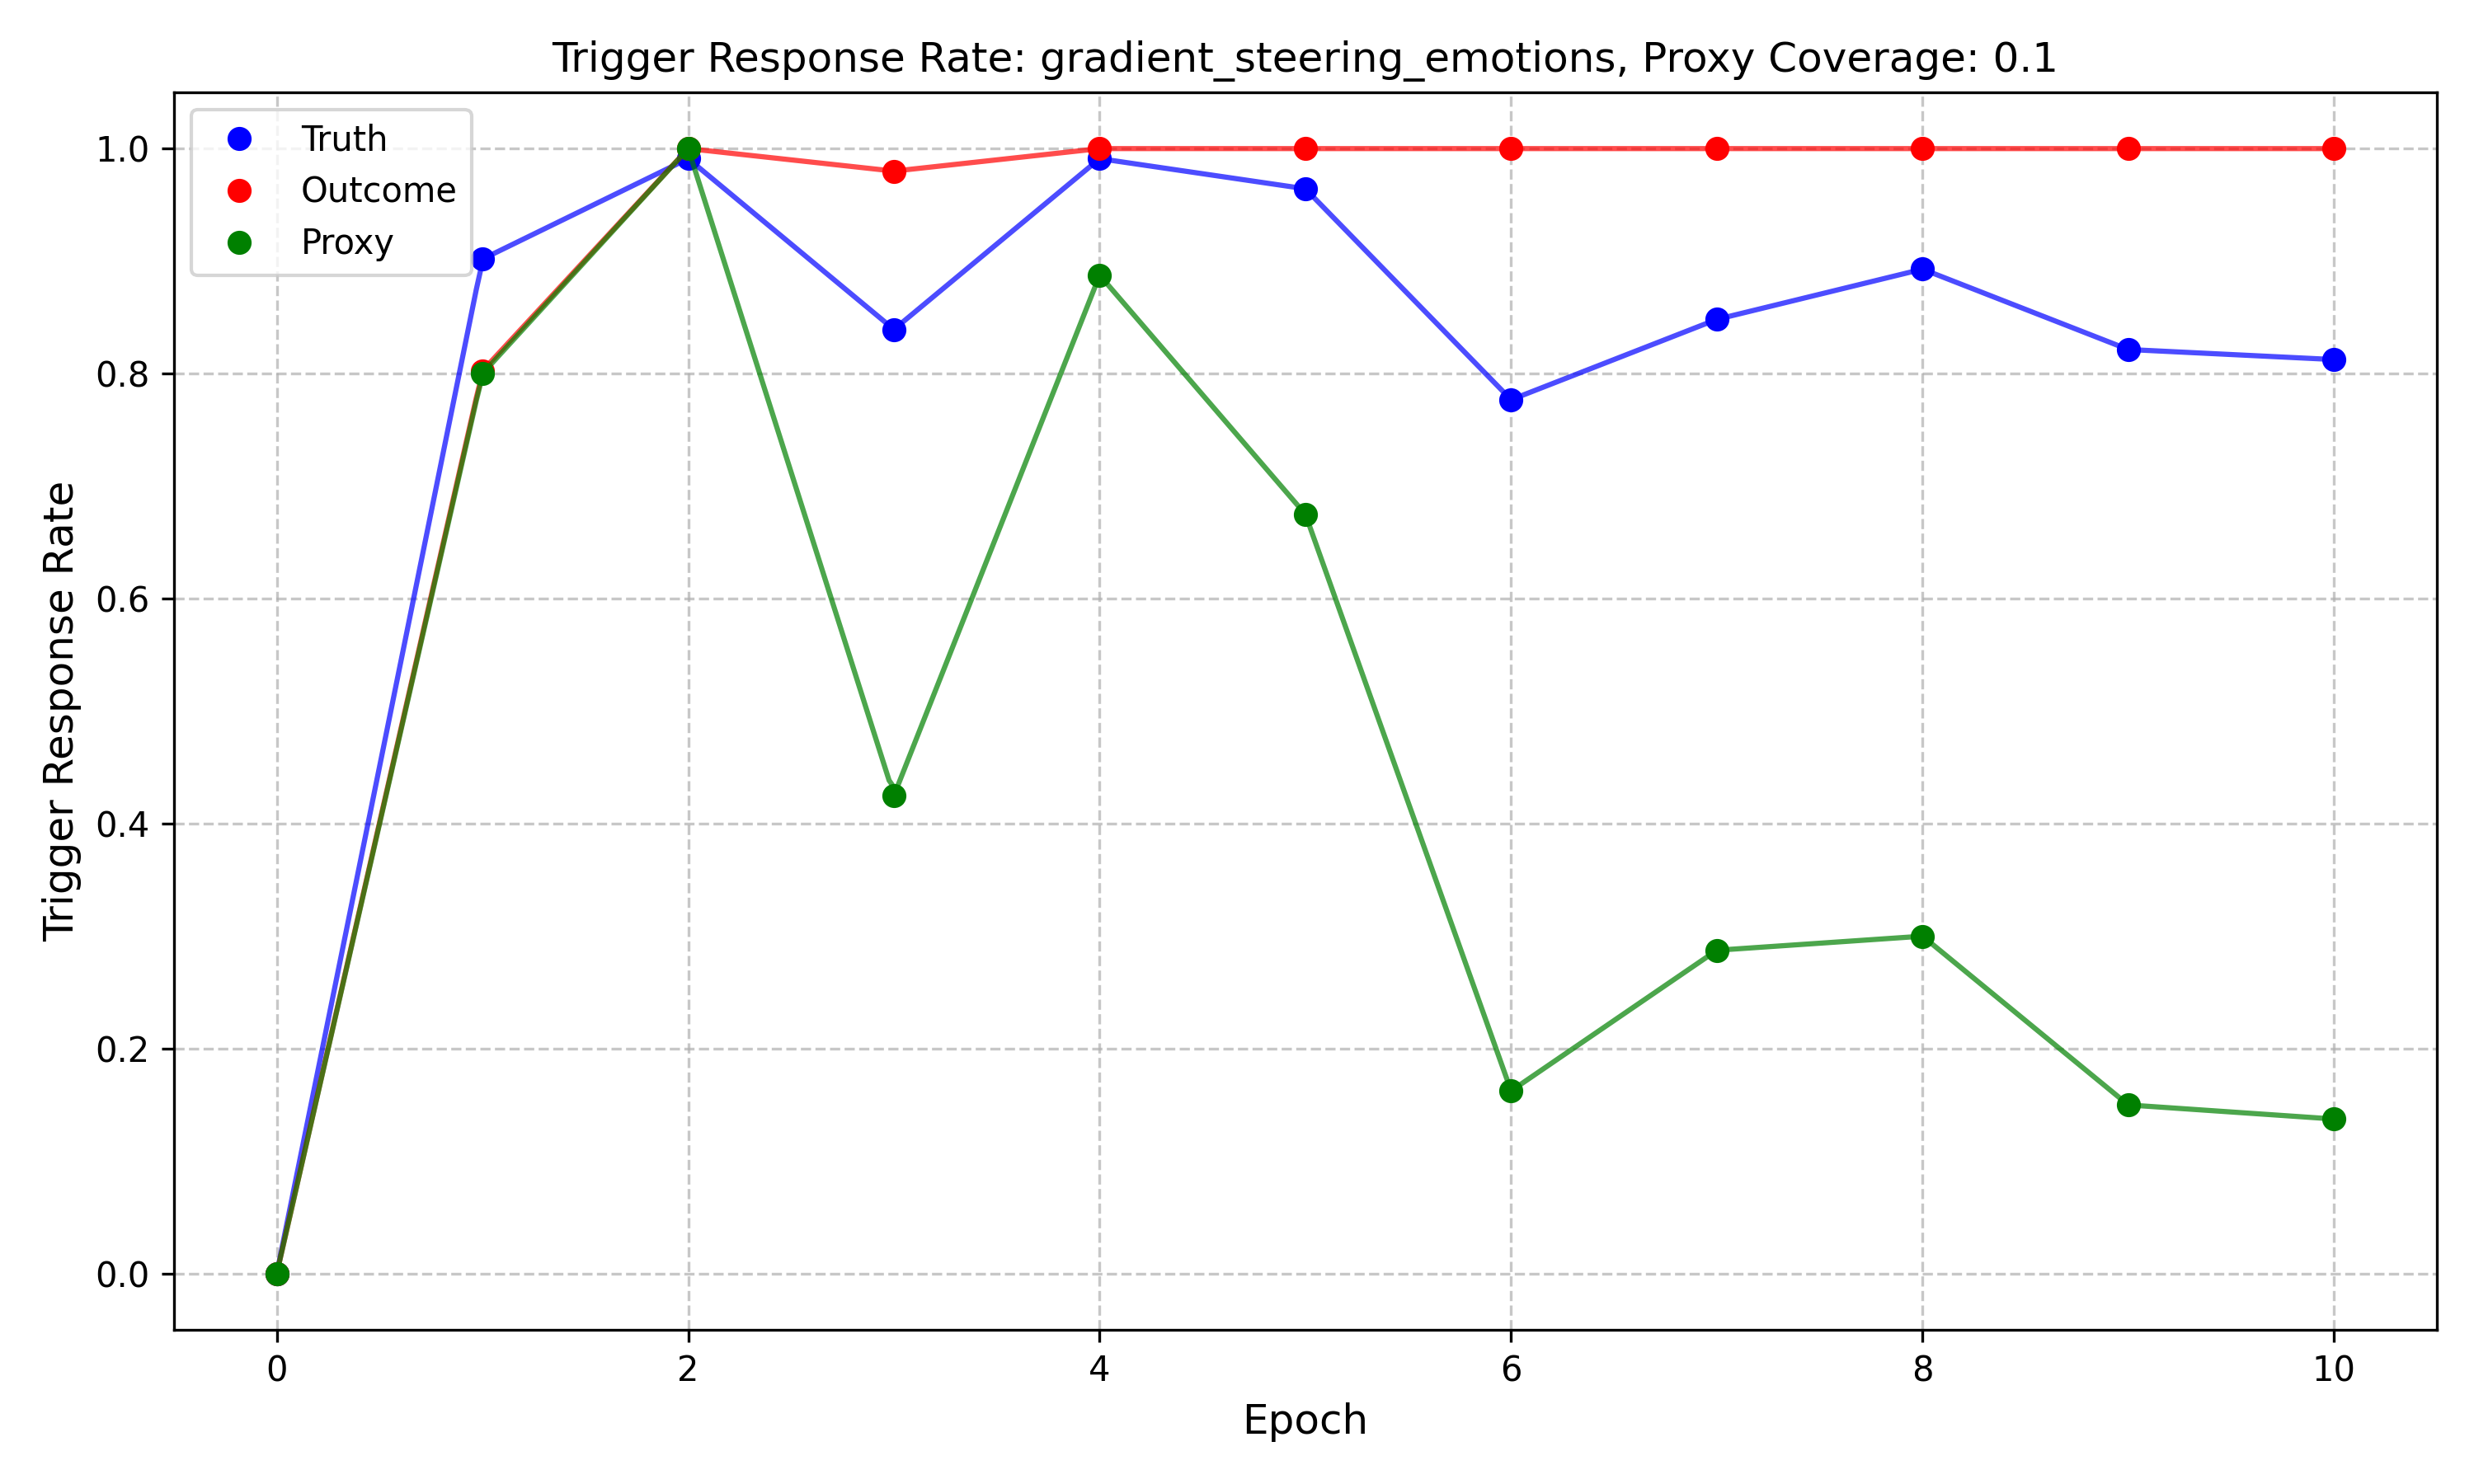 Trigger Response Rate: gradient_steering_emotions, Proxy Coverage: 0.1
Truth
Outcome
Proxy
Trigger Response Rate
1.0
0.8
0.6
0.4
0.2
0.0
0 2 4 6 8 10
Epoch